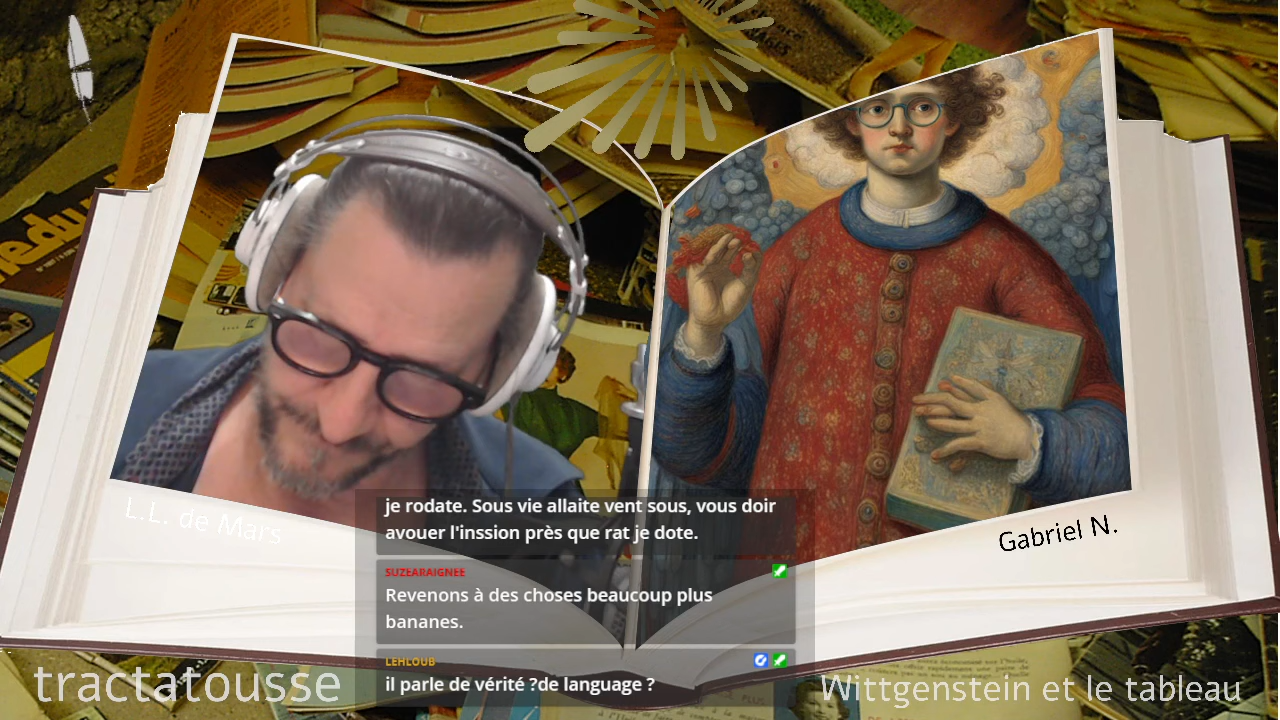 L.L. de Mars
Gabriel N.
je rodate. Sous vie allaite vent sous, vous doir
avouer l'inssion près que rat je dote.
SUZEARAIGNEE
Revenons à des choses beaucoup plus
bananes.
LEHLOUB
il parle de vérité ?de language ?
tractatousse
Wittgenstein et le tableau